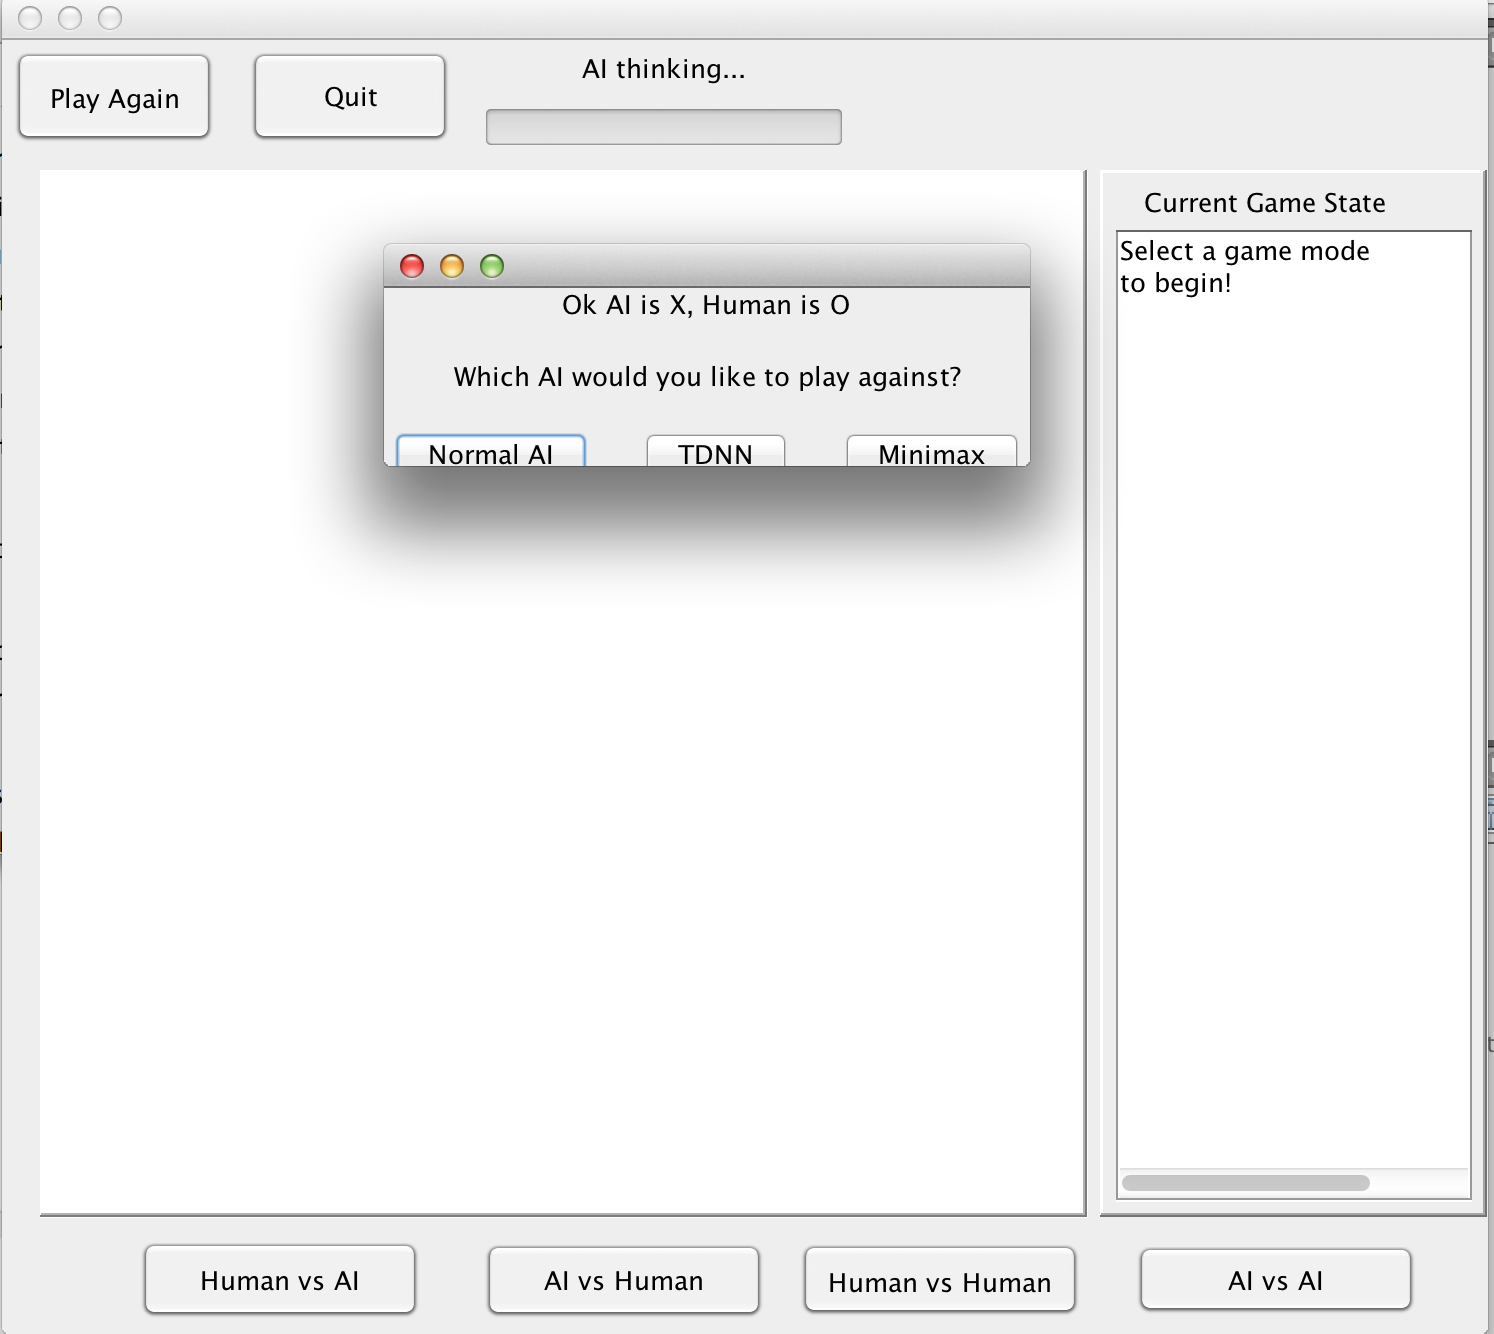 Play Again
Quit
AI thinking...
Current Game State
Select a game mode
to begin!
Ok AI is X, Human is O
Which AI would you like to play against?
Normal AI
TDNN
Minimax
Human vs AI
AI vs Human
Human vs Human
AI vs AI